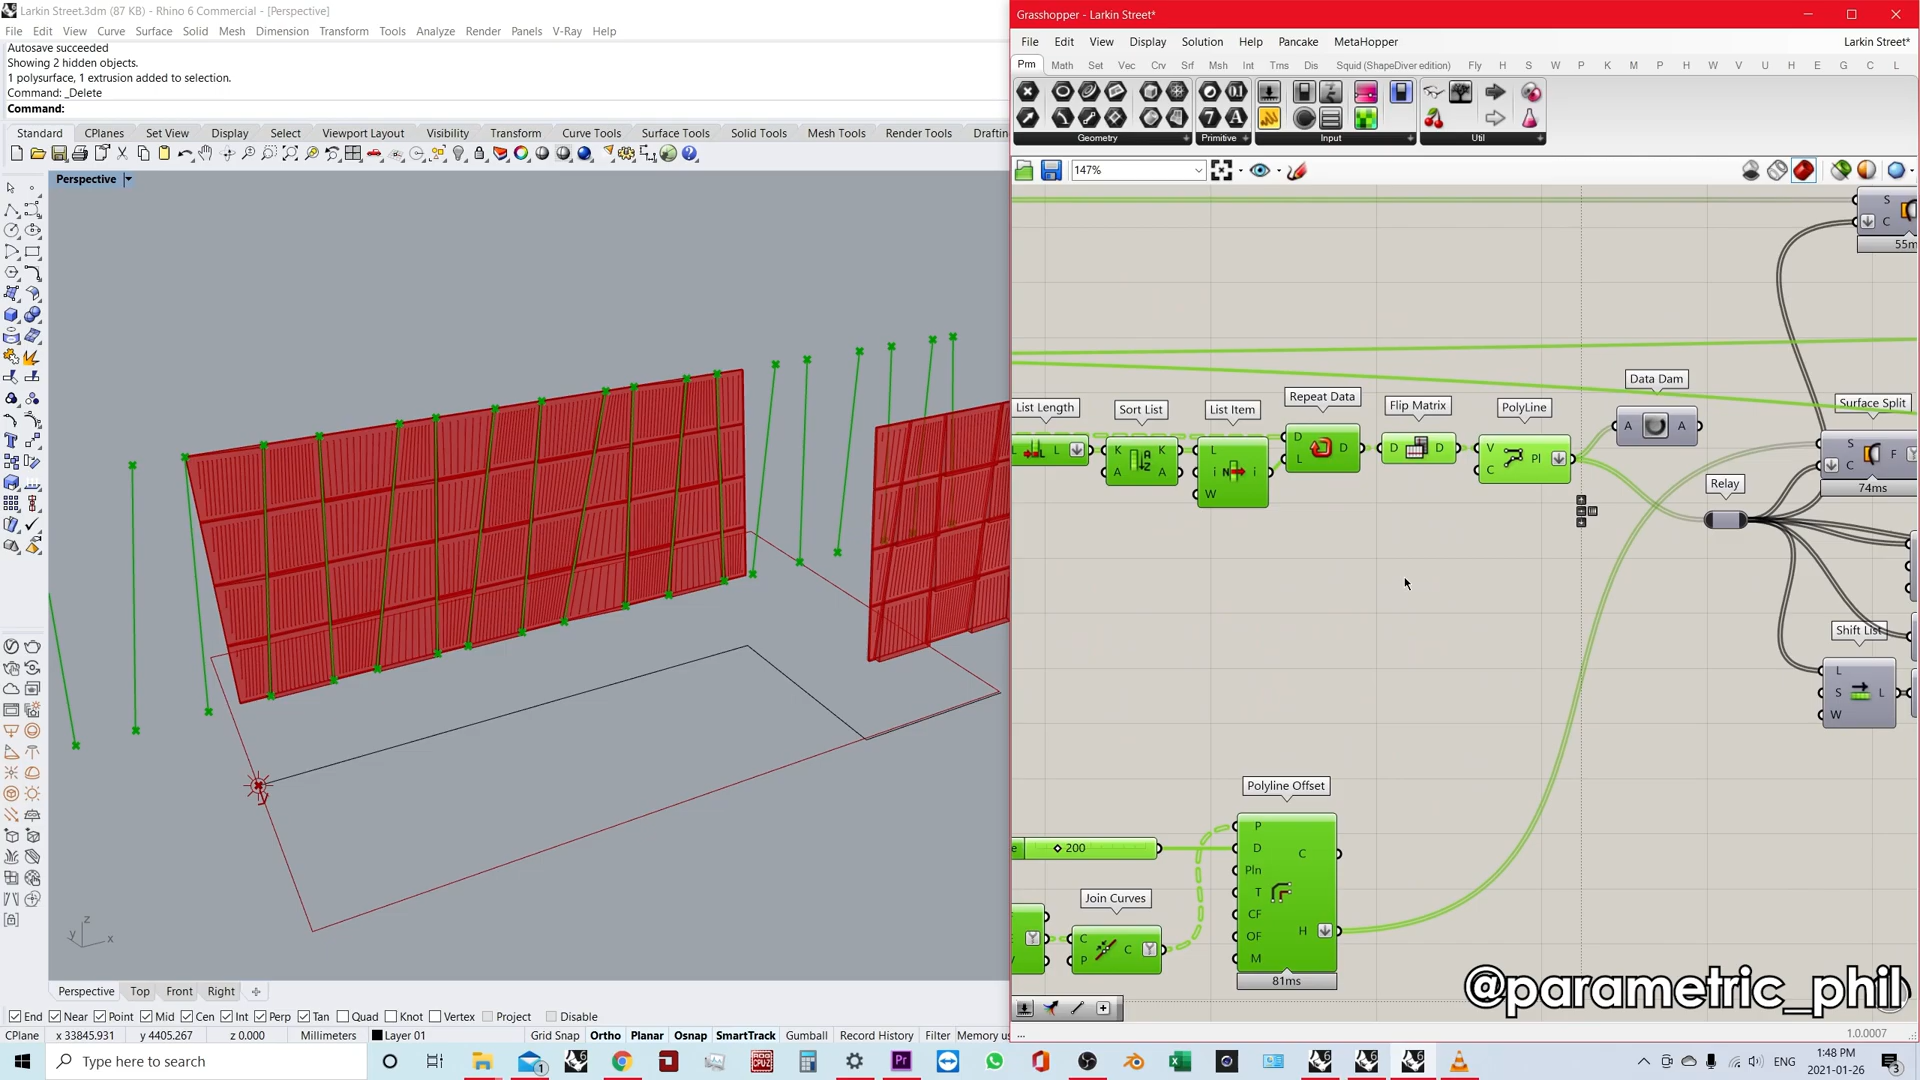 Larkin Street.3dm (87 KB) - Rhino 6 Commercial - [Perspective]
File Edit View Curve Surface Solid Mesh Dimension Transform Tools Analyze Render Panels V-Ray Help
Autosave succeeded
Showing 2 hidden objects.
1 polysurface, 1 extrusion added to selection.
Command: _Delete
Command:
Standard CPlanes Set View Display Select Viewport Layout Visibility Transform Curve Tools Surface Tools Solid Tools Mesh Tools Render Tools Draftin
Perspective
z
y x
Perspective Top Front Right
End Near Point Mid Cen Int Perp Tan Quad Knot Vertex Project Disable
CPlane x 33845.931 y 4405.267 z 0.000 Millimeters Layer 01 Grid Snap Ortho Planar Osnap SmartTrack Gumball Record History Filter Memory us
Grasshopper - Larkin Street*
File Edit View Display Solution Help Pancake MetaHopper Larkin Street*
Prm Math Set Vec Crv Srf Msh Int Trns Dis Squid (ShapeDiver edition) Fly H S W P K M P H W V U H E G C L
Geometry Primitive Input Util
147%
S
C
55m
Data Dam
A A
List Length
L L
Sort List
K K
A A
List Item
L
i i
W
Repeat Data
D D
L
Flip Matrix
D D
PolyLine
V Pl
C
Surface Split
S F
C
74ms
Relay
Shift List
L
S L
W
Polyline Offset
P
D C
Pln
T
CF
OF H
M
81ms
e 200
Join Curves
C C
P
@parametric_phil
1.0.0007
Type here to search
ENG
1:48 PM
2021-01-26